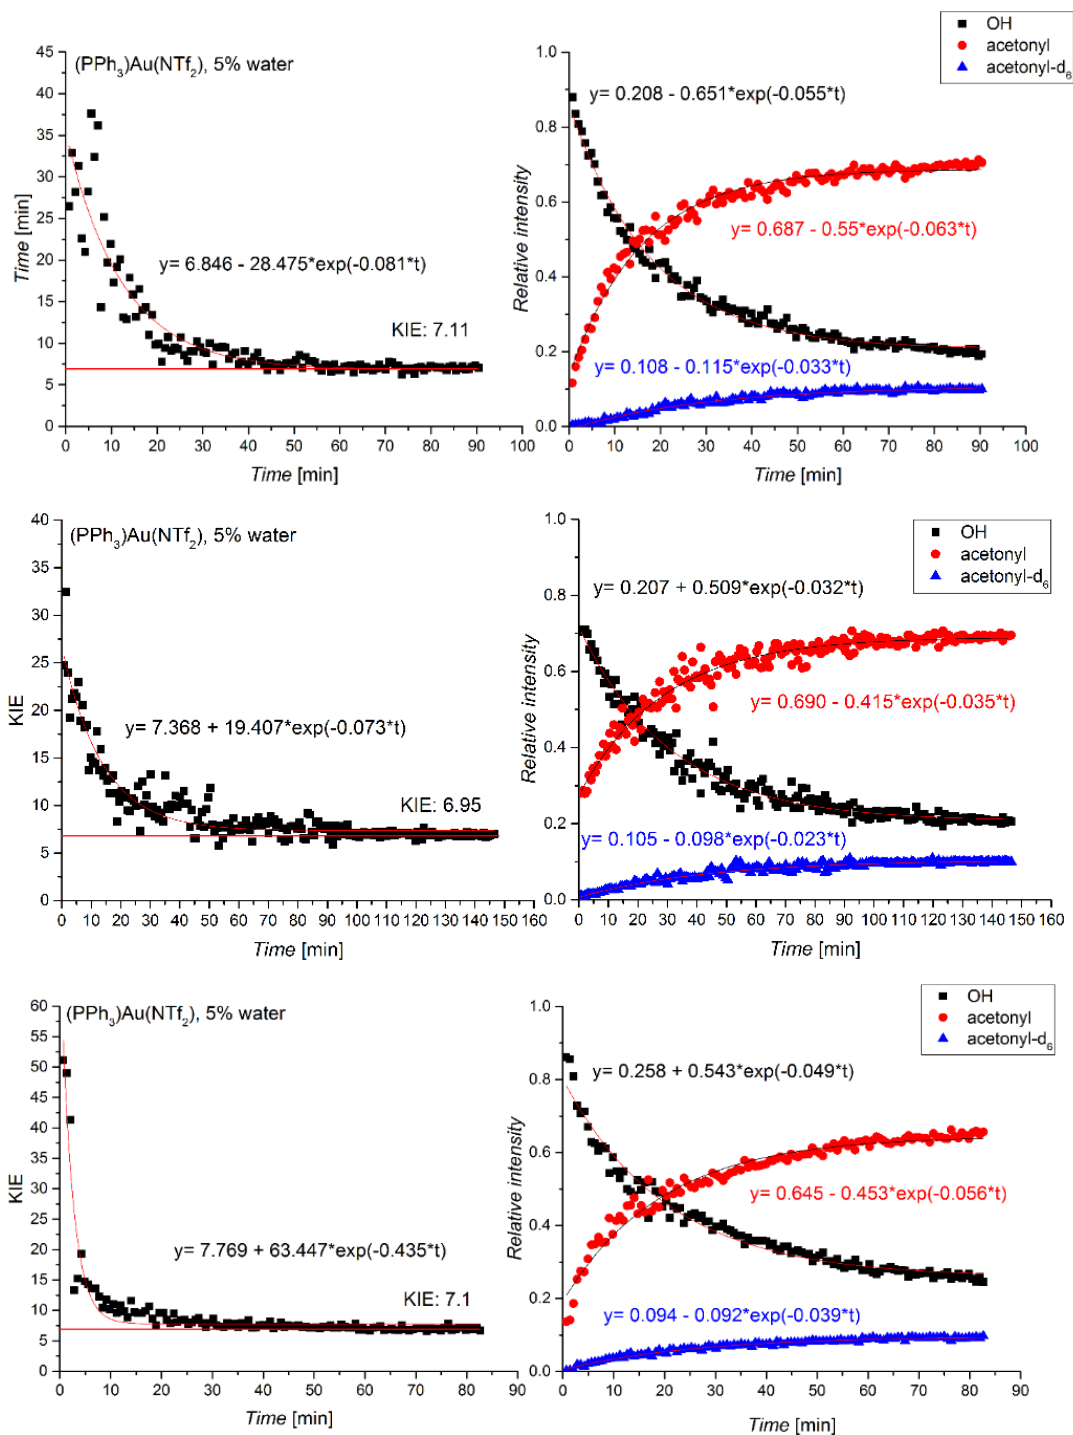 (PPh3)Au(NTf2), 5% water
45
40
35
30
25
20
15
10
5
0
Time [min]
y= 6.846 − 28.475*exp(-0.081*t)
KIE: 7.11
0 10 20 30 40 50 60 70 80 90 100
Time [min]
OH
acetonyl
acetonyl-d6
1.0
0.8
0.6
0.4
0.2
0.0
Relative intensity
y= 0.208 - 0.651*exp(-0.055*t)
y= 0.687 - 0.55*exp(-0.063*t)
y= 0.108 - 0.115*exp(-0.033*t)
0 10 20 30 40 50 60 70 80 90 100
Time [min]
(PPh3)Au(NTf2), 5% water
40
35
30
25
20
15
10
5
0
KIE
y= 7.368 + 19.407*exp(-0.073*t)
KIE: 6.95
0 10 20 30 40 50 60 70 80 90 100 110 120 130 140 150 160
Time [min]
OH
acetonyl
acetonyl-d6
1.0
0.8
0.6
0.4
0.2
0.0
Relative intensity
y= 0.207 + 0.509*exp(-0.032*t)
y= 0.690 - 0.415*exp(-0.035*t)
y= 0.105 - 0.098*exp(-0.023*t)
0 10 20 30 40 50 60 70 80 90 100 110 120 130 140 150 160
Time [min]
(PPh3)Au(NTf2), 5% water
60
55
50
45
40
35
30
25
20
15
10
5
0
KIE
y= 7.769 + 63.447*exp(-0.435*t)
KIE: 7.1
0 10 20 30 40 50 60 70 80 90
Time [min]
OH
acetonyl
acetonyl-d6
1.0
0.8
0.6
0.4
0.2
0.0
Relative intensity
y= 0.258 + 0.543*exp(-0.049*t)
y= 0.645 - 0.453*exp(-0.056*t)
y= 0.094 - 0.092*exp(-0.039*t)
0 10 20 30 40 50 60 70 80 90
Time [min]